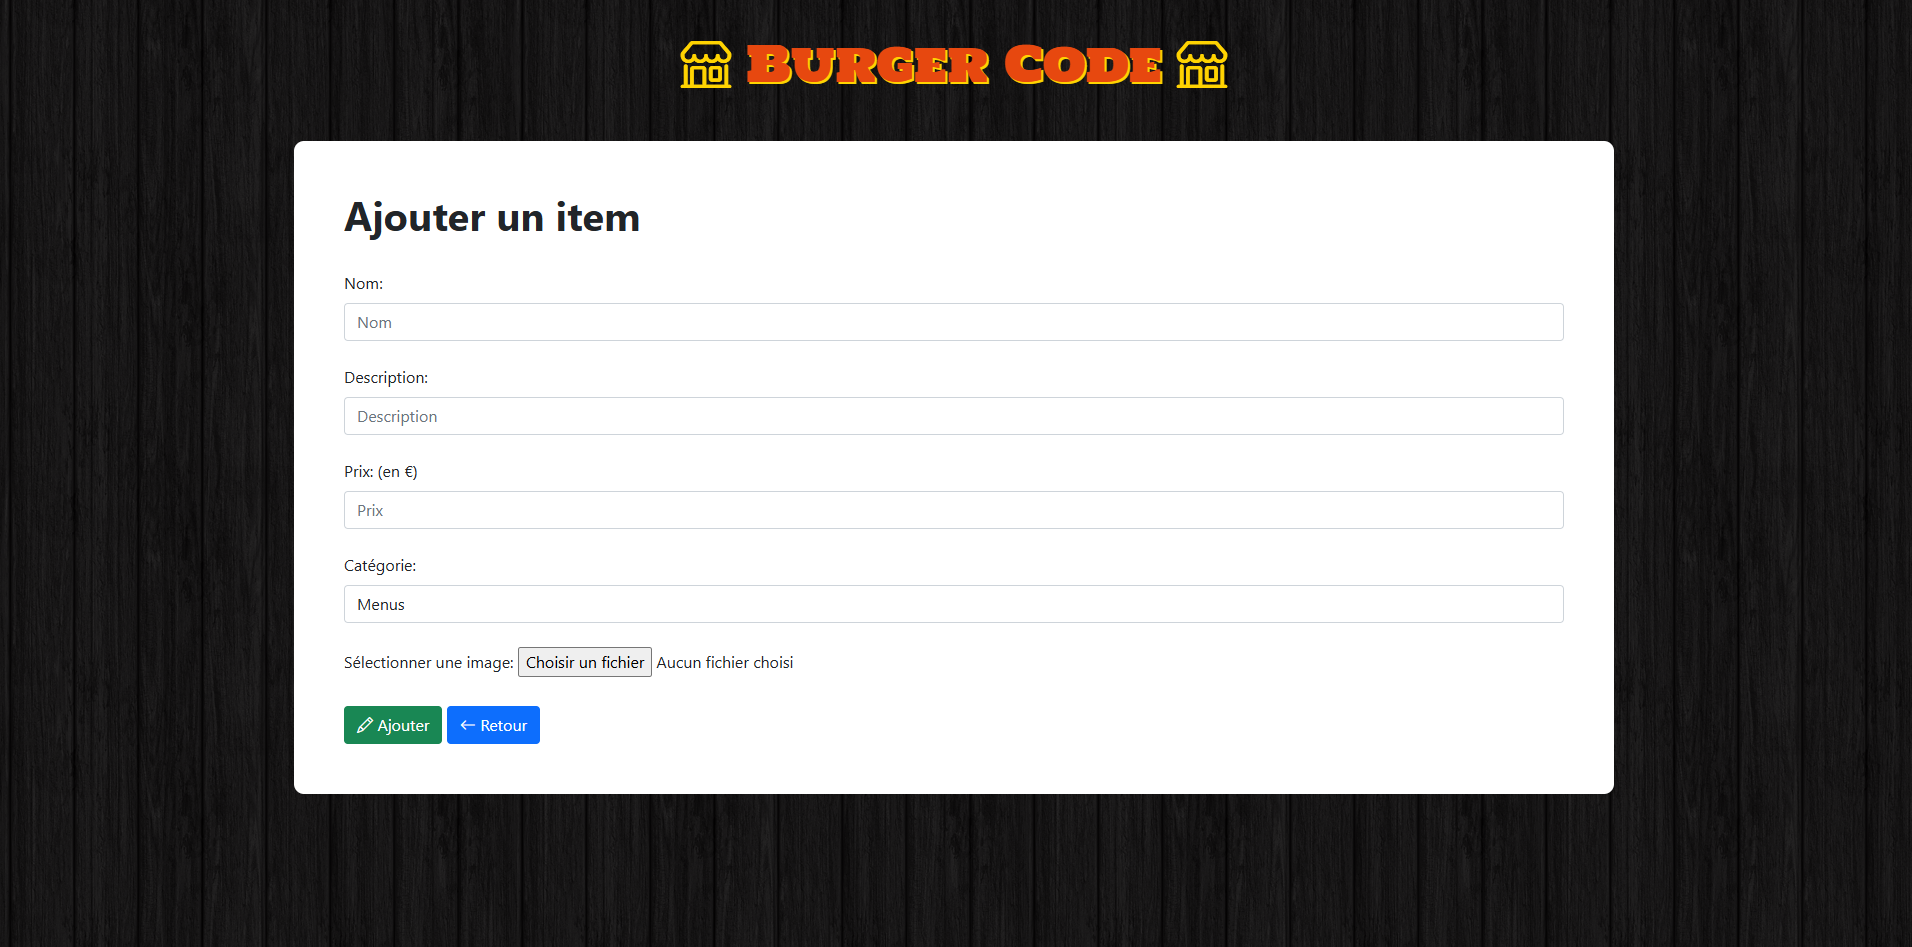 Burger Code
Ajouter un item
Nom:
Nom
Description:
Description
Prix: (en €)
Prix
Catégorie:
Menus
Sélectionner une image: Choisir un fichier Aucun fichier choisi
Ajouter Retour